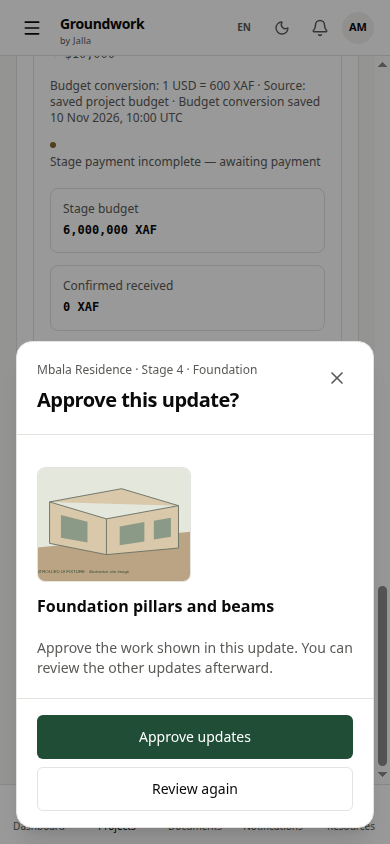 Groundwork
by Jalla
EN
AM
Budget conversion: 1 USD = 600 XAF · Source:
saved project budget · Budget conversion saved
10 Nov 2026, 10:00 UTC
Stage payment incomplete — awaiting payment
Stage budget
6,000,000 XAF
Confirmed received
0 XAF
Mbala Residence · Stage 4 · Foundation
Approve this update?
Foundation pillars and beams
Approve the work shown in this update. You can
review the other updates afterward.
Approve updates
Review again
Dashboard Projects Documents Notifications Resources